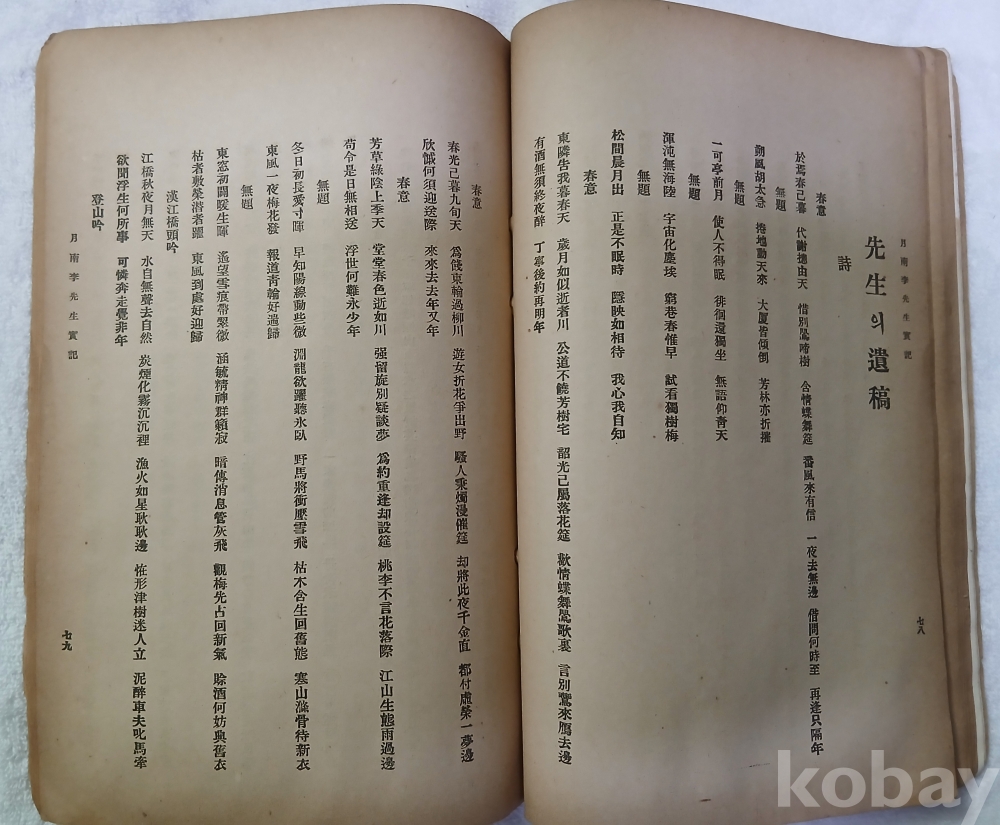 月南李先生實記
先生의遺稿
詩
春意
於焉春己暮 代謝摠由天 惜別鶯啼樹 含情蝶舞筵 番風來有信 一夜去無邊 借問何時至 再逢只隔年
無題
朔風胡太急 捲地動天來 大厦皆傾倒 芳林亦折摧
無題
一可亭前月 使人不得眠 徘徊還獨坐 無語仰靑天
無題
渾沌無海陸 宇宙化塵埃 窮巷春惟早 試看獨樹梅
無題
松間晨月出 正是不眠時 隱映如相待 我心我自知
春意
東隣告我暮春天 歲月如似逝者川 公道不饒芳樹宅 韶光己屬落花筵 歡情蝶舞鶯歌裏 言別鸎來鴈去邊
有酒無須終夜醉 丁寧後約再明年
七八
春意
春光己暮九旬天 爲餞東輪過柳川 遊女折花爭出野 騷人秉燭漫催筵 却將此夜千金直 都付虛榮一夢邊
欣憾何須迎送際 來來去去年又年
春意
芳草綠陰上季天 堂堂春色逝如川 强留旋別疑談夢 爲約重逢却設筵 桃李不言花落際 江山生態雨過邊
苟令是日無相送 浮世何難永少年
無題
冬日初長愛寸暉 早知陽線動些微 淵龍欲躍聽氷臥 野馬將衝壓雪飛 枯木含生回舊態 寒山滌骨待新衣
東風一夜梅花發 報道靑輪好過歸
無題
東窓初闢暖生暉 遙望雪痕帶翠微 涵毓精神群籟寂 暗傳消息管灰飛 觀梅先占回新氣 賒酒何妨典舊衣
枯者敷榮潛者躍 東風到處好迎歸
漢江橋頭吟
江橋秋夜月無天 水自無聲去自然 炭煙化霧沉沉裡 漁火如星耿耿邊 恠形津樹迷人立 泥醉車夫叱馬牽
欲聞浮生何所事 可憐奔走覺非年
登山吟
月南李先生實記
七九
kobay